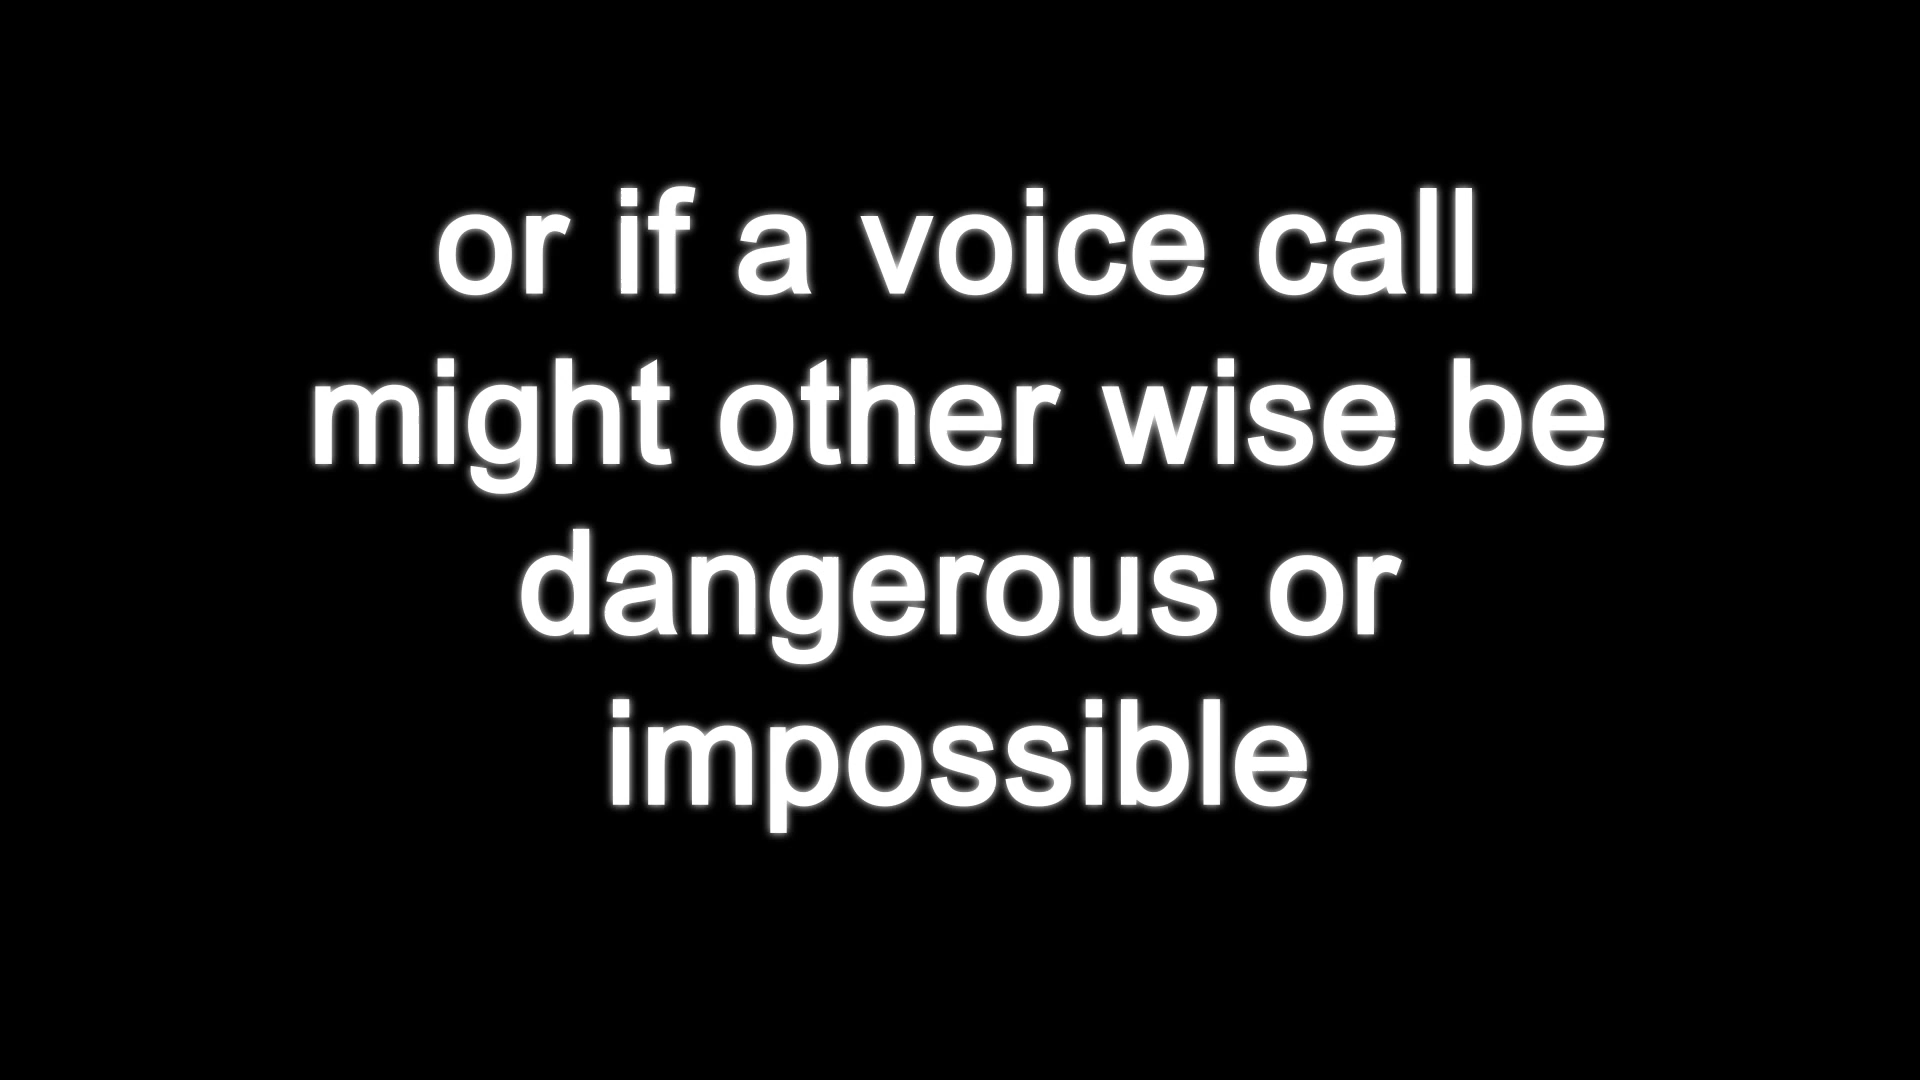 or if a voice call
might other wise be
dangerous or
impossible